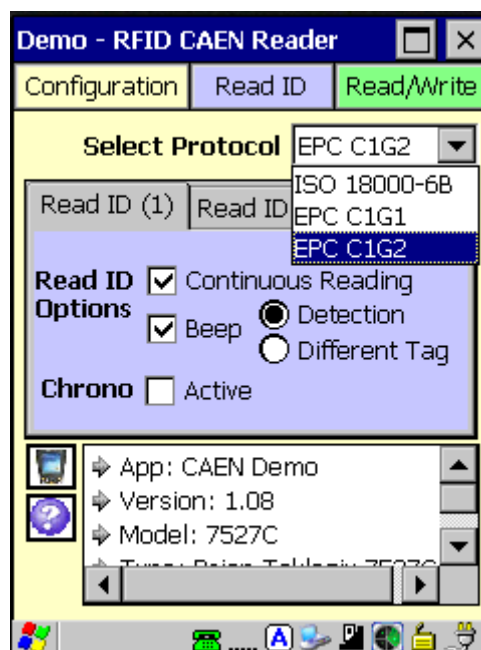 Demo - RFID CAEN Reader
Configuration Read ID Read/Write
Select Protocol EPC C1G2
ISO 18000-6B
EPC C1G1
EPC C1G2
Read ID (1) Read ID
Read ID Options
Continuous Reading
Beep
Detection
Different Tag
Chrono Active
App: CAEN Demo
Version: 1.08
Model: 7527C
A